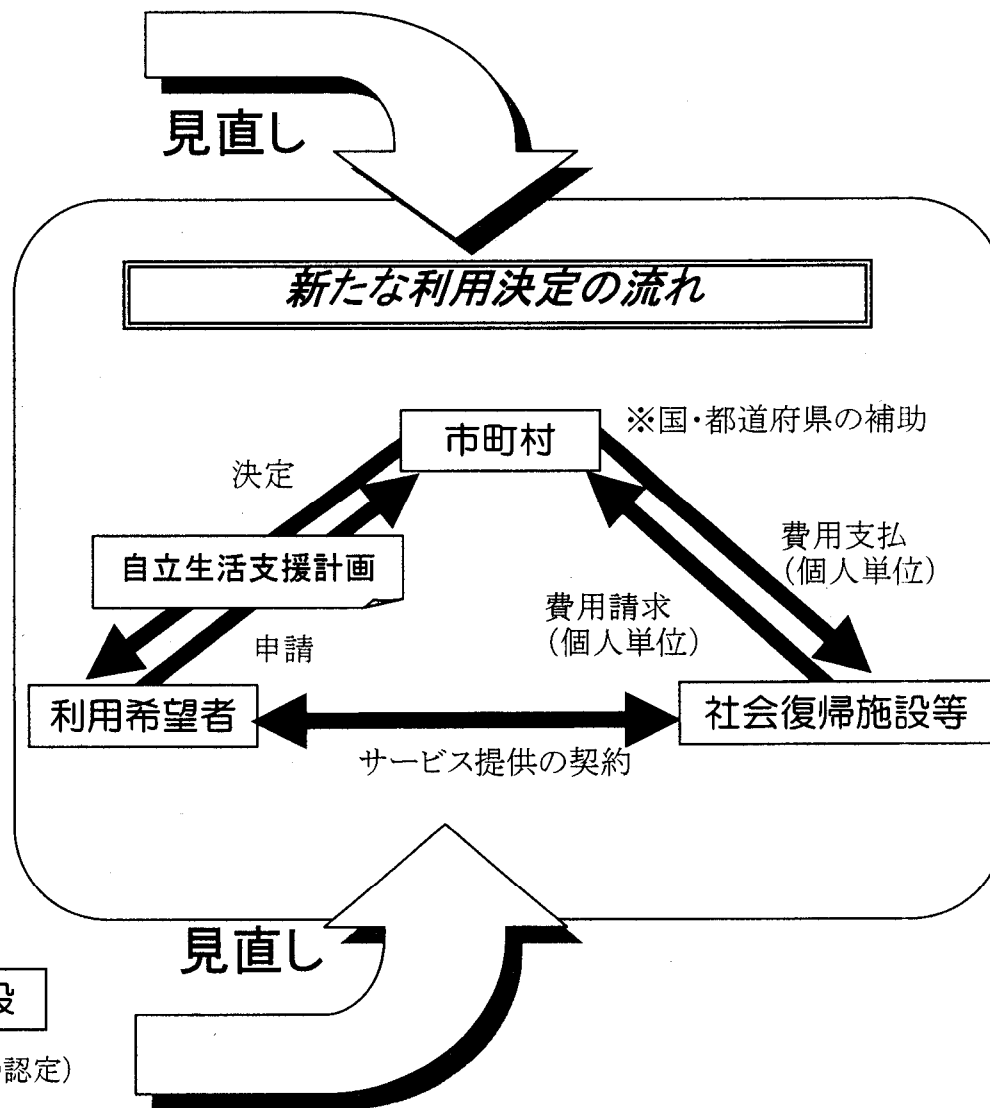 見直し
新たな利用決定の流れ
市町村
※国・都道府県の補助
決定
自立生活支援計画
申請
費用支払
(個人単位)
費用請求
(個人単位)
利用希望者
社会復帰施設等
サービス提供の契約
見直し
設
認定)